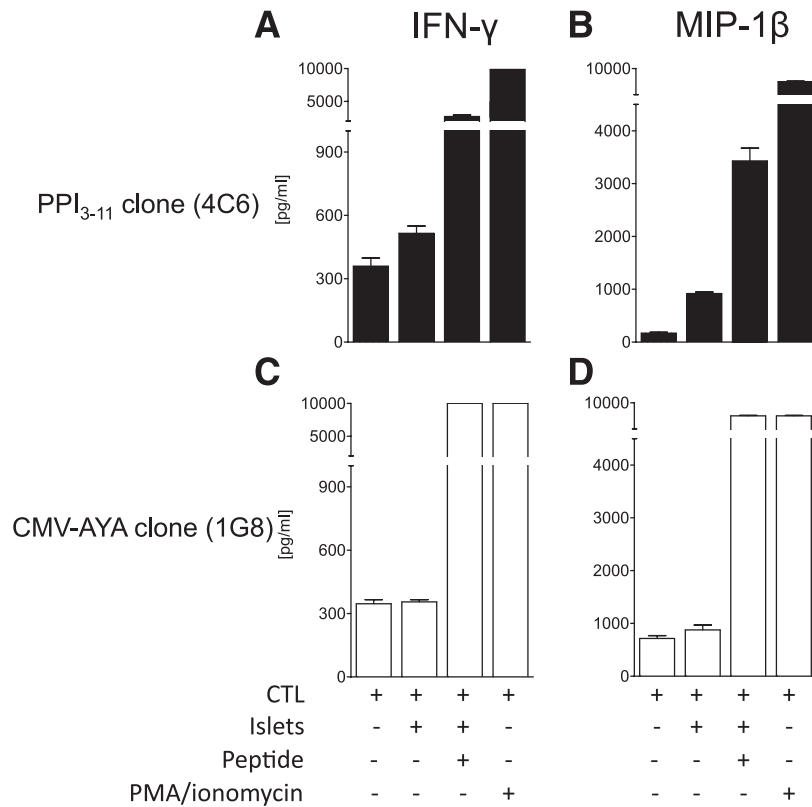 A IFN-γ B MIP-1β
10000 10000
5000
900 4000
PPI3-11 clone (4C6) [pg/ml] 3000
600
2000
300 1000
0 0
C D
10000 10000
5000
900 4000
CMV-AYA clone (1G8) [pg/ml] 3000
600
2000
300 1000
0 0
CTL + + + + + + + +
Islets - + + - - + + -
Peptide - - + - - - + -
PMA/ionomycin - - - + - - - +